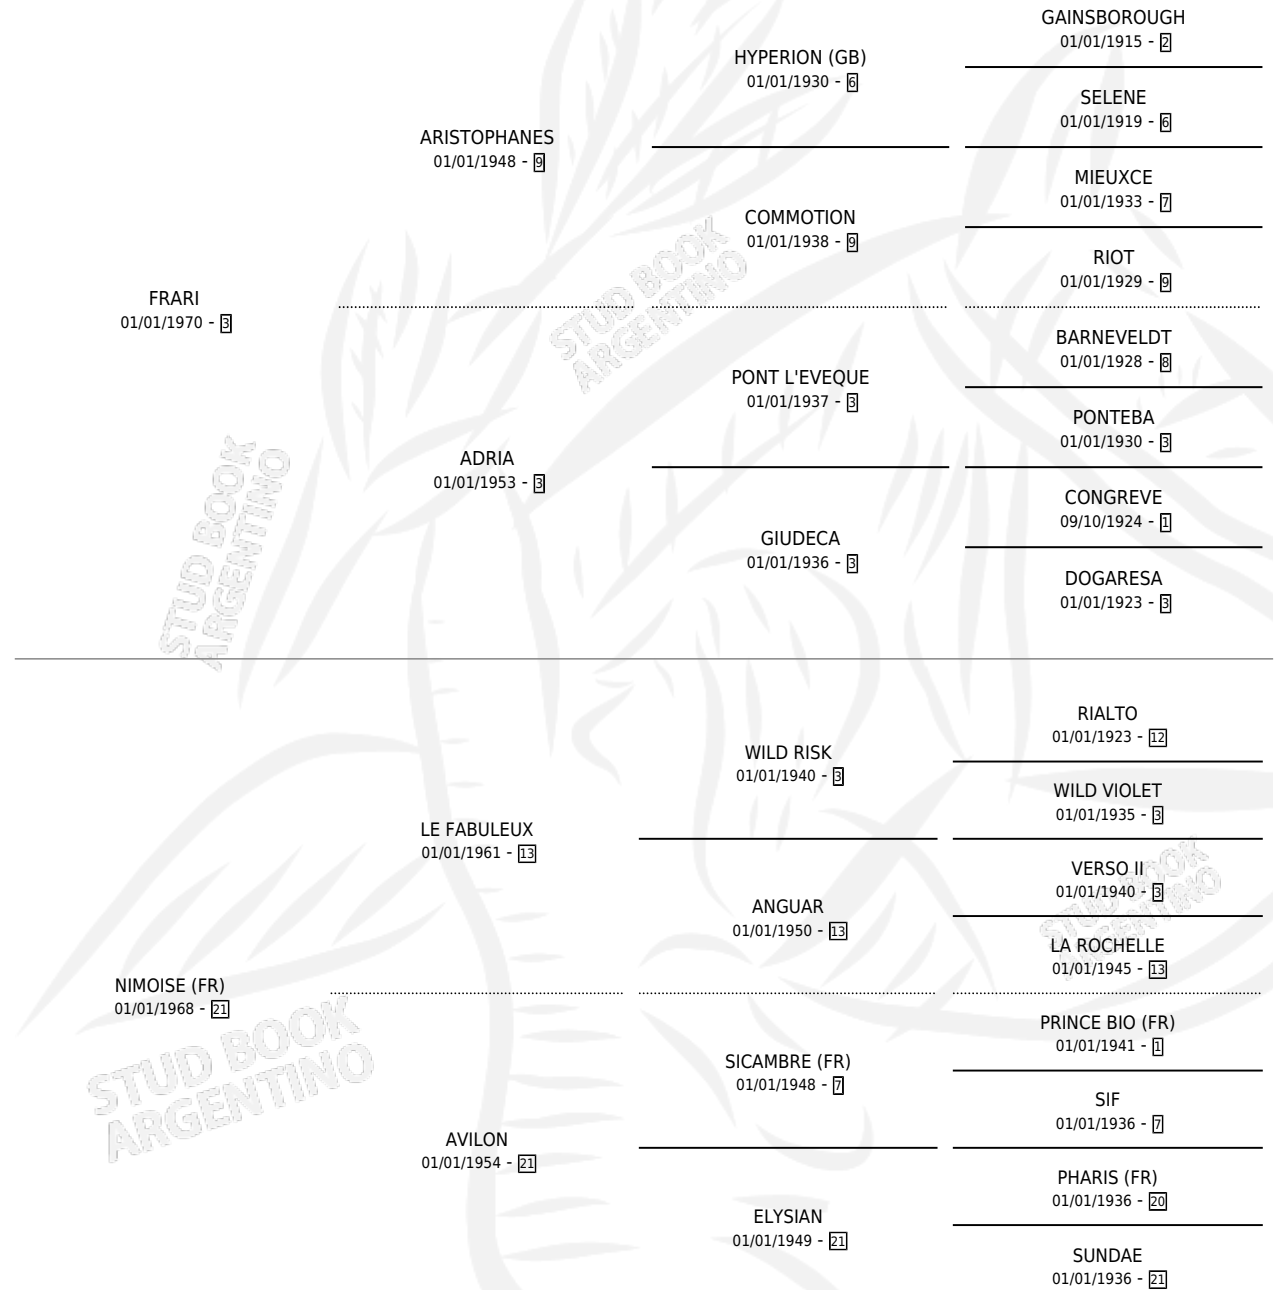 GAINSBOROUGH
01/01/1915 - 2
HYPERION (GB)
01/01/1930 - 6
SELENE
01/01/1919 - 6
ARISTOPHANES
01/01/1948 - 9
MIEUXCE
01/01/1933 - 7
COMMOTION
01/01/1938 - 9
RIOT
01/01/1929 - 9
FRARI
01/01/1970 - 3
BARNEVELDT
01/01/1928 - 8
PONT L'EVEQUE
01/01/1937 - 3
PONTEBA
01/01/1930 - 3
ADRIA
01/01/1953 - 3
CONGREVE
09/10/1924 - 1
GIUDECA
01/01/1936 - 3
DOGARESA
01/01/1923 - 3
RIALTO
01/01/1923 - 12
WILD RISK
01/01/1940 - 3
WILD VIOLET
01/01/1935 - 3
LE FABULEUX
01/01/1961 - 13
VERSO II
01/01/1940 - 3
ANGUAR
01/01/1950 - 13
LA ROCHELLE
01/01/1945 - 13
NIMOISE (FR)
01/01/1968 - 21
PRINCE BIO (FR)
01/01/1941 - 1
SICAMBRE (FR)
01/01/1948 - 7
SIF
01/01/1936 - 7
AVILON
01/01/1954 - 21
PHARIS (FR)
01/01/1936 - 20
ELYSIAN
01/01/1949 - 21
SUNDAE
01/01/1936 - 21
STUD BOOK
ARGENTINO
STUD BOOK
ARGENTINO
STUD BOOK
ARGENTINO
STUD BOOK
ARGENTINO